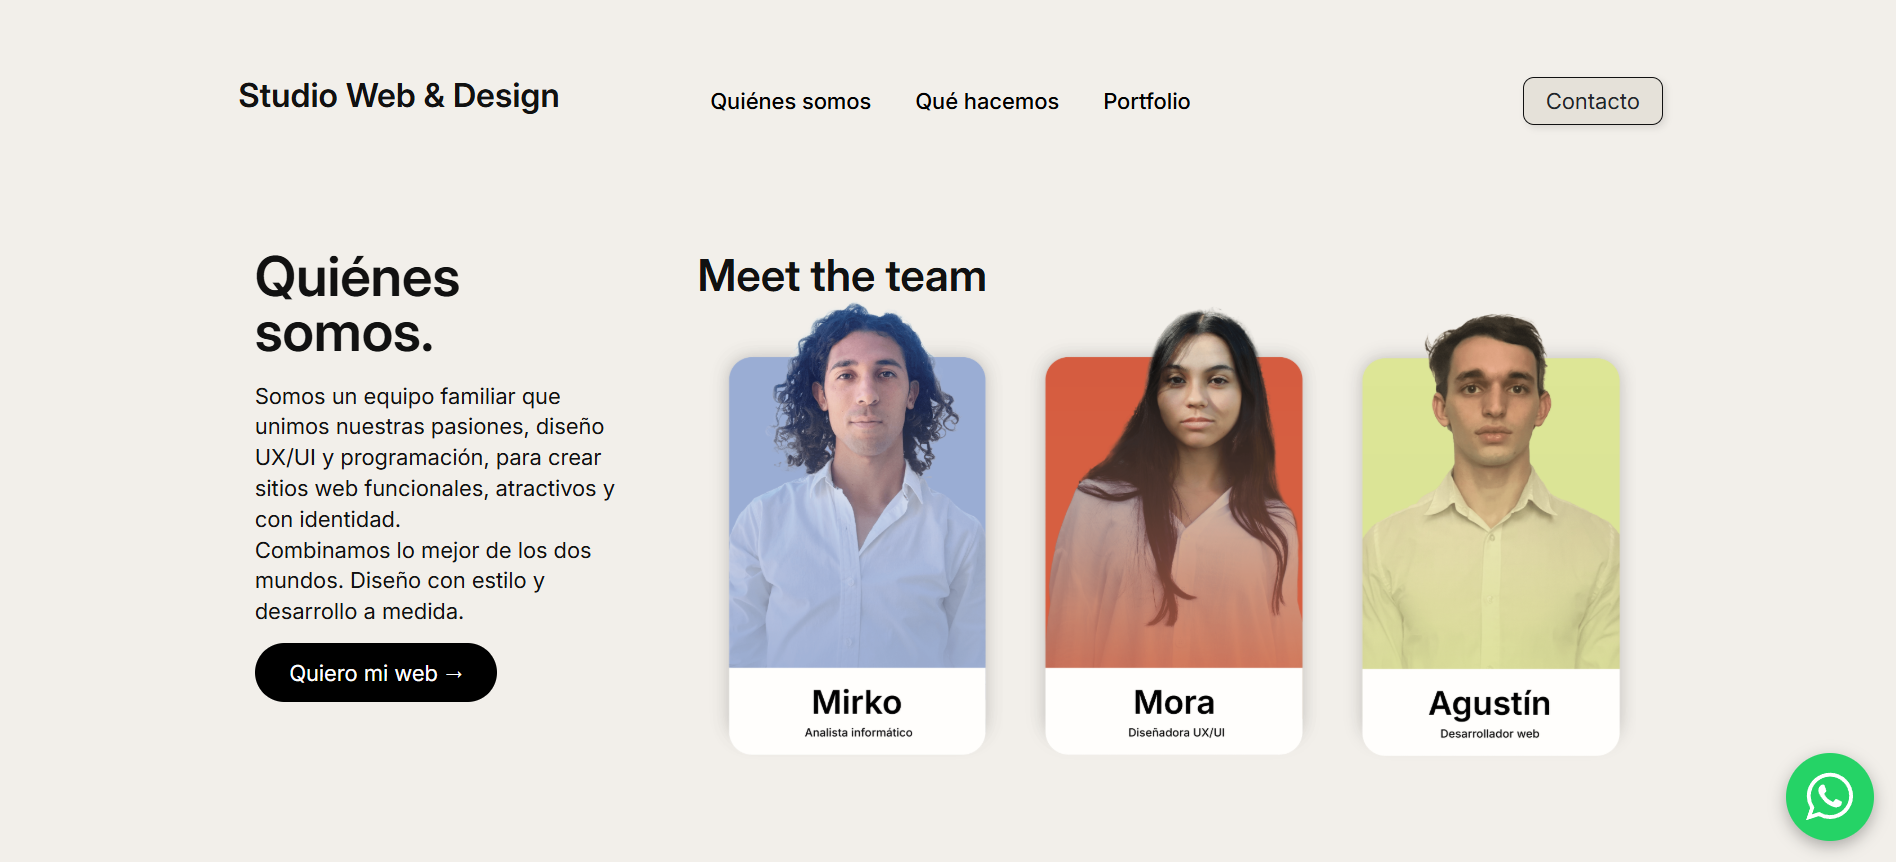 Studio Web & Design
Quiénes somos
Qué hacemos
Portfolio
Contacto
Quiénes
somos.
Somos un equipo familiar que
unimos nuestras pasiones, diseño
UX/UI y programación, para crear
sitios web funcionales, atractivos y
con identidad.
Combinamos lo mejor de los dos
mundos. Diseño con estilo y
desarrollo a medida.
Quiero mi web →
Meet the team
Mirko
Analista informático
Mora
Diseñadora UX/UI
Agustín
Desarrollador web